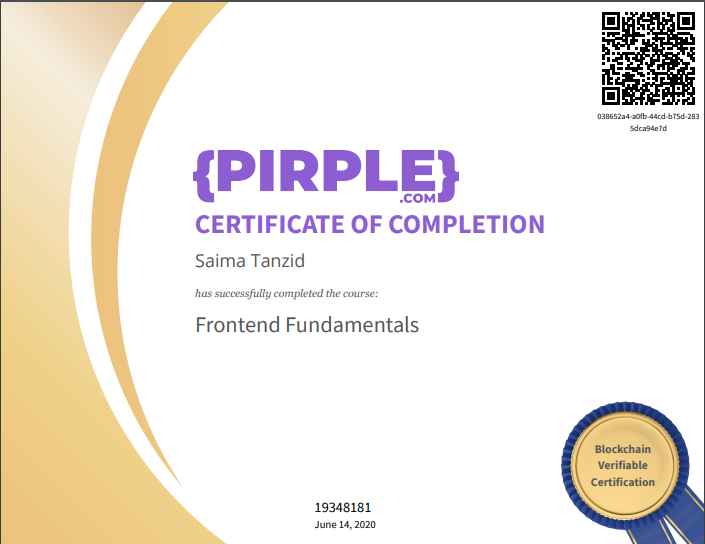 038652a4-a0fb-44cd-b75d-283
5dca94e7d
{PIRPLE}
.COM
CERTIFICATE OF COMPLETION
Saima Tanzid
has successfully completed the course:
Frontend Fundamentals
Blockchain
Verifiable
Certification
19348181
June 14, 2020